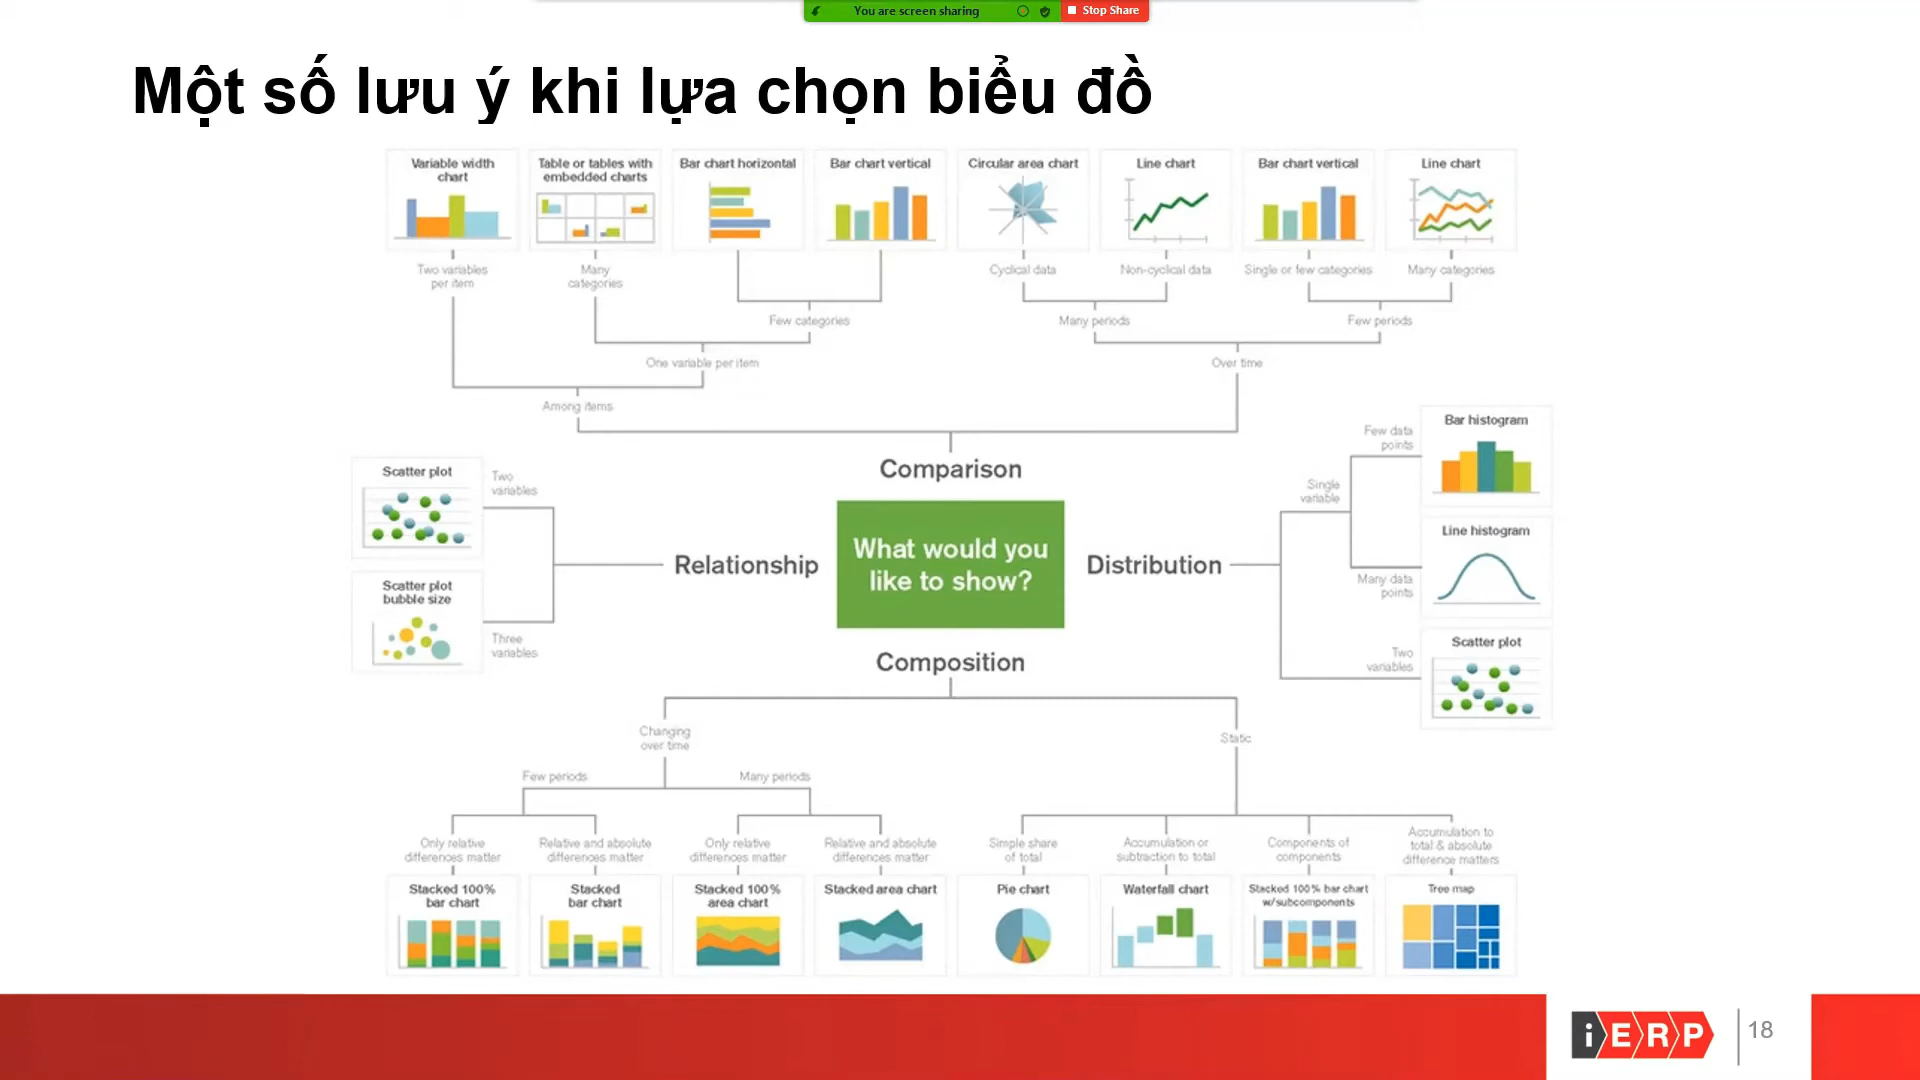 You are screen sharing
Stop Share
Một số lưu ý khi lựa chọn biểu đồ
Variable width
chart
Table or tables with
embedded charts
Bar chart horizontal
Bar chart vertical
Circular area chart
Line chart
Bar chart vertical
Line chart
Two variables
per item
Many
categories
Cyclical data
Non-cyclical data
Single or few categories
Many categories
Few categories
Many periods
Few periods
One variable per item
Over time
Among items
Comparison
Scatter plot
Two
variables
Scatter plot
bubble size
Three
variables
Relationship
What would you
like to show?
Distribution
Single
variable
Few data
points
Bar histogram
Line histogram
Many data
points
Two
variables
Scatter plot
Composition
Changing
over time
Static
Few periods
Many periods
Only relative
differences matter
Relative and absolute
differences matter
Only relative
differences matter
Relative and absolute
differences matter
Simple share
of total
Accumulation or
subtraction to total
Components of
components
Accumulation to
total & absolute
difference matters
Stacked 100%
bar chart
Stacked
bar chart
Stacked 100%
area chart
Stacked area chart
Pie chart
Waterfall chart
Stacked 100% bar chart
w/subcomponents
Tree map
iERP
18